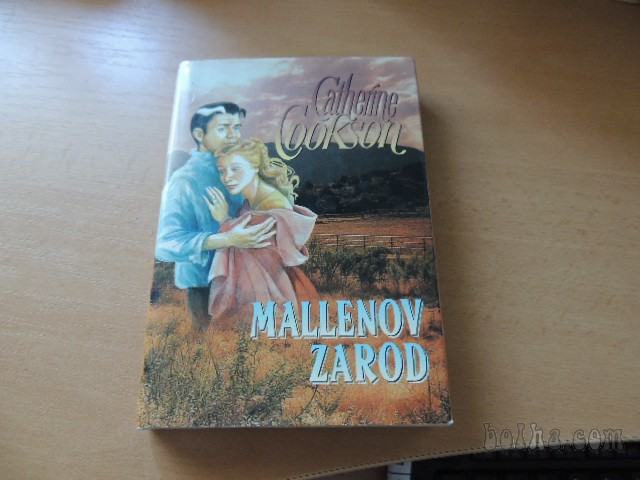 Catherine
Cookson
MALLENOV
ZAROD
bolha.com